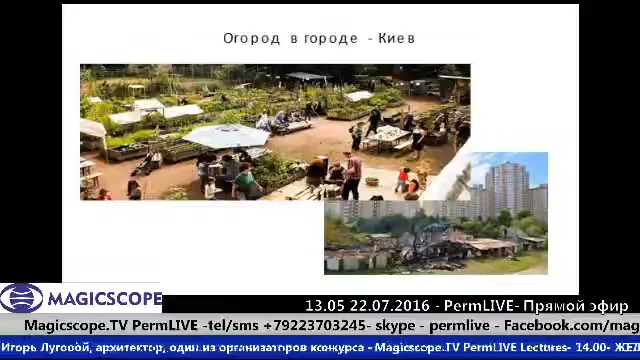 Огород в городе - Киев
MAGICSCOPE
13.05 22.07.2016 - PermLIVE- Прямой эфир
Magicscope.TV PermLIVE -tel/sms +79223703245- skype - permlive - Facebook.com/mag
Игорь Луговой, архитектор, один из организаторов конкурса - Magicscope.TV PermLIVE Lectures- 14.00- ЖЕЛ